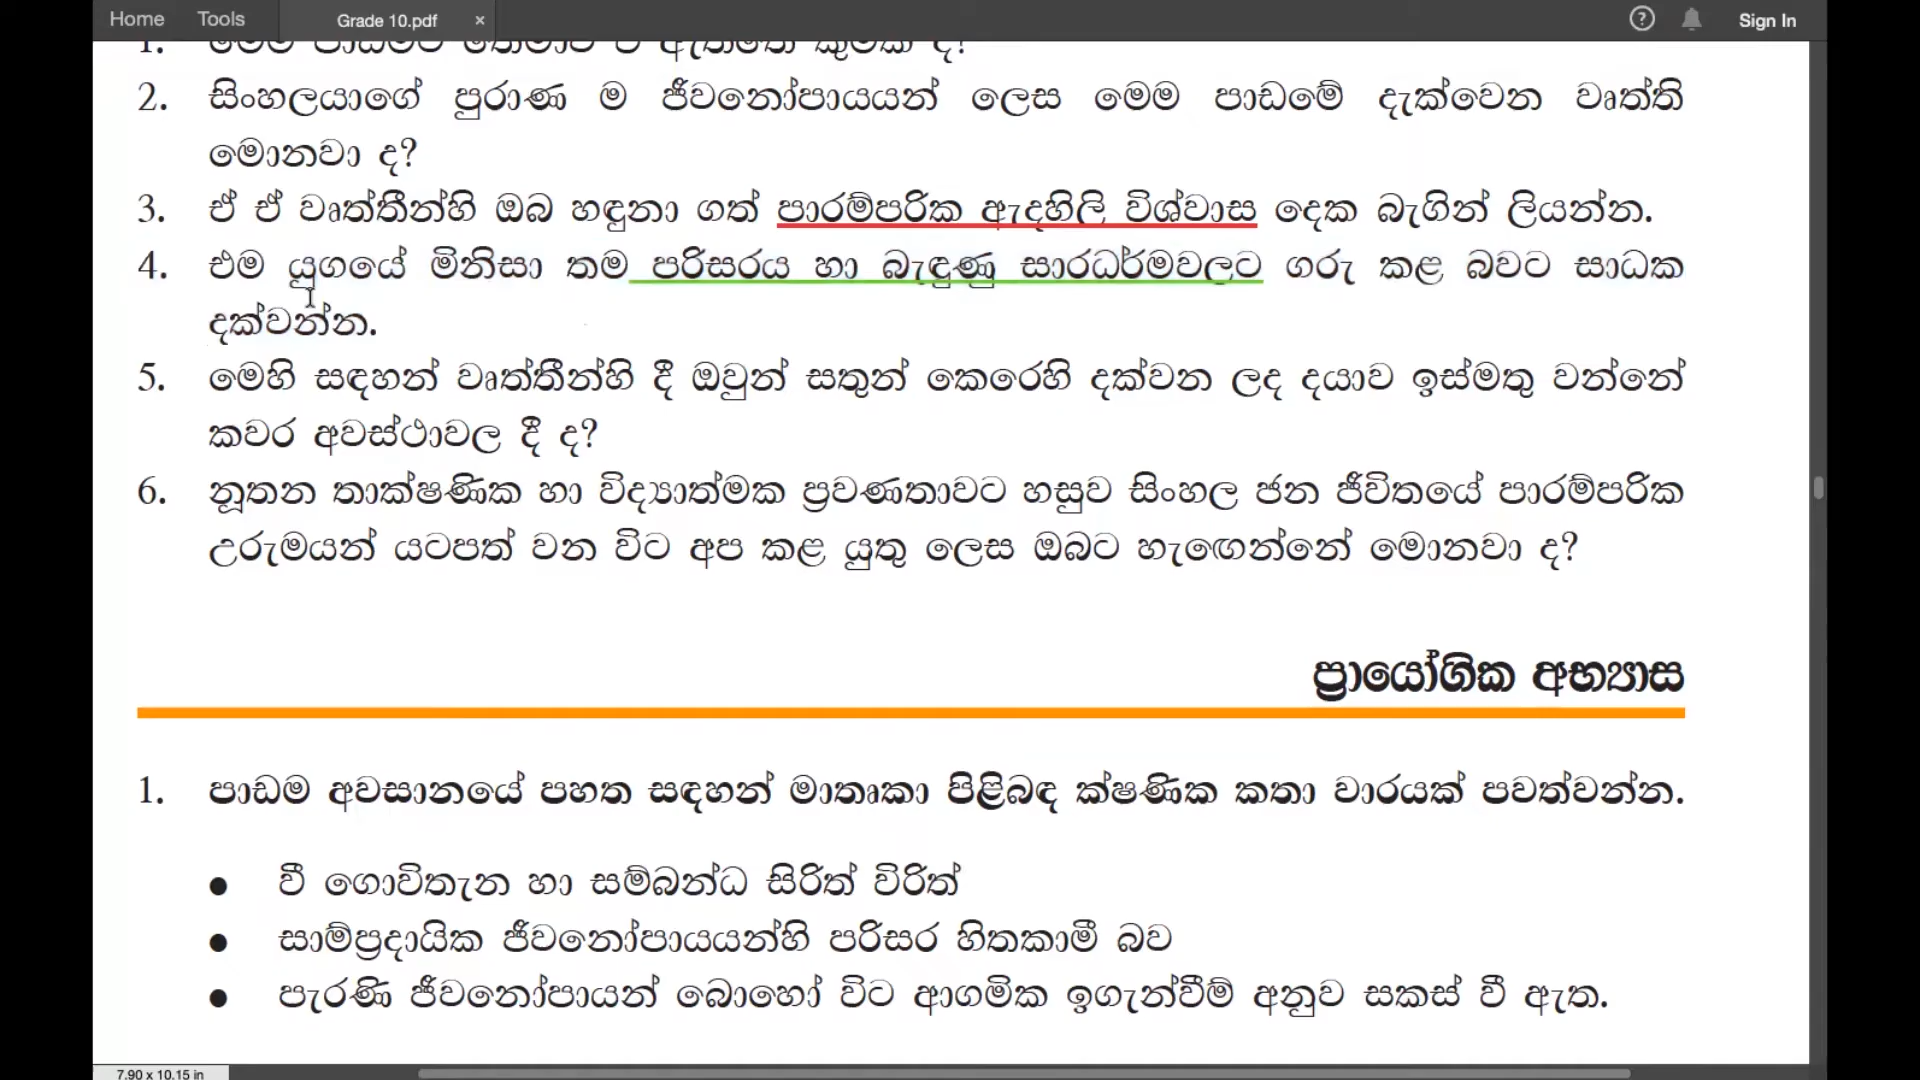 Home Tools Grade 10.pdf × ? Sign In
1. මෙම පාඩමට තේමාව වී ඇත්තේ කුමක් ද?
2. සිංහලයාගේ පුරාණ ම ජීවනෝපායයන් ලෙස මෙම පාඩමේ දැක්වෙන වෘත්ති
මොනවා ද?
3. ඒ ඒ වෘත්තීන්හි ඔබ හඳුනා ගත් පාරම්පරික ඇදහිලි විශ්වාස දෙක බැගින් ලියන්න.
4. එම යුගයේ මිනිසා තම පරිසරය හා බැඳුණු සාරධර්මවලට ගරු කළ බවට සාධක
දක්වන්න.
5. මෙහි සඳහන් වෘත්තීන්හි දී ඔවුන් සතුන් කෙරෙහි දක්වන ලද දයාව ඉස්මතු වන්නේ
කවර අවස්ථාවල දී ද?
6. නූතන තාක්ෂණික හා විද්‍යාත්මක ප්‍රවණතාවට හසුව සිංහල ජන ජීවිතයේ පාරම්පරික
උරුමයන් යටපත් වන විට අප කළ යුතු ලෙස ඔබට හැඟෙන්නේ මොනවා ද?
ප්‍රායෝගික අභ්‍යාස
1. පාඩම අවසානයේ පහත සඳහන් මාතෘකා පිළිබඳ ක්ෂණික කතා වාරයක් පවත්වන්න.
● වී ගොවිතැන හා සම්බන්ධ සිරිත් විරිත්
● සාම්ප්‍රදායික ජීවනෝපායයන්හි පරිසර හිතකාමී බව
● පැරණි ජීවනෝපායන් බොහෝ විට ආගමික ඉගැන්වීම් අනුව සකස් වී ඇත.
7.90 x 10.15 in